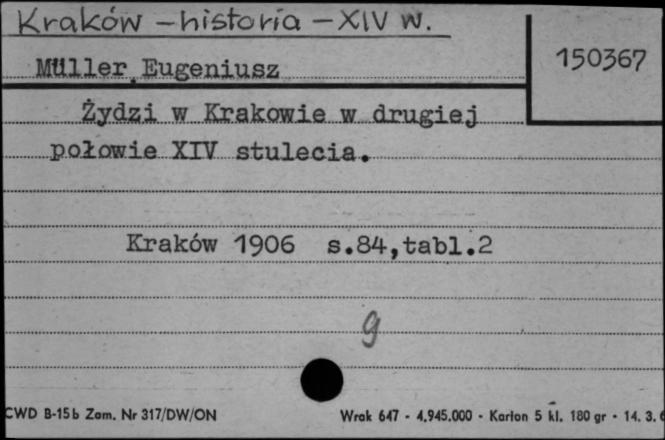 Kraków - historia - XIV w.
150367
Müller Eugeniusz
Żydzi w Krakowie w drugiej
połowie XIV stulecia.
Kraków 1906 s.84,tabl.2
g
CWD B-15b Zam. Nr 317/DW/ON Wrak 647 - 4,945.000 - Karton 5 kl. 180 gr - 14. 3.